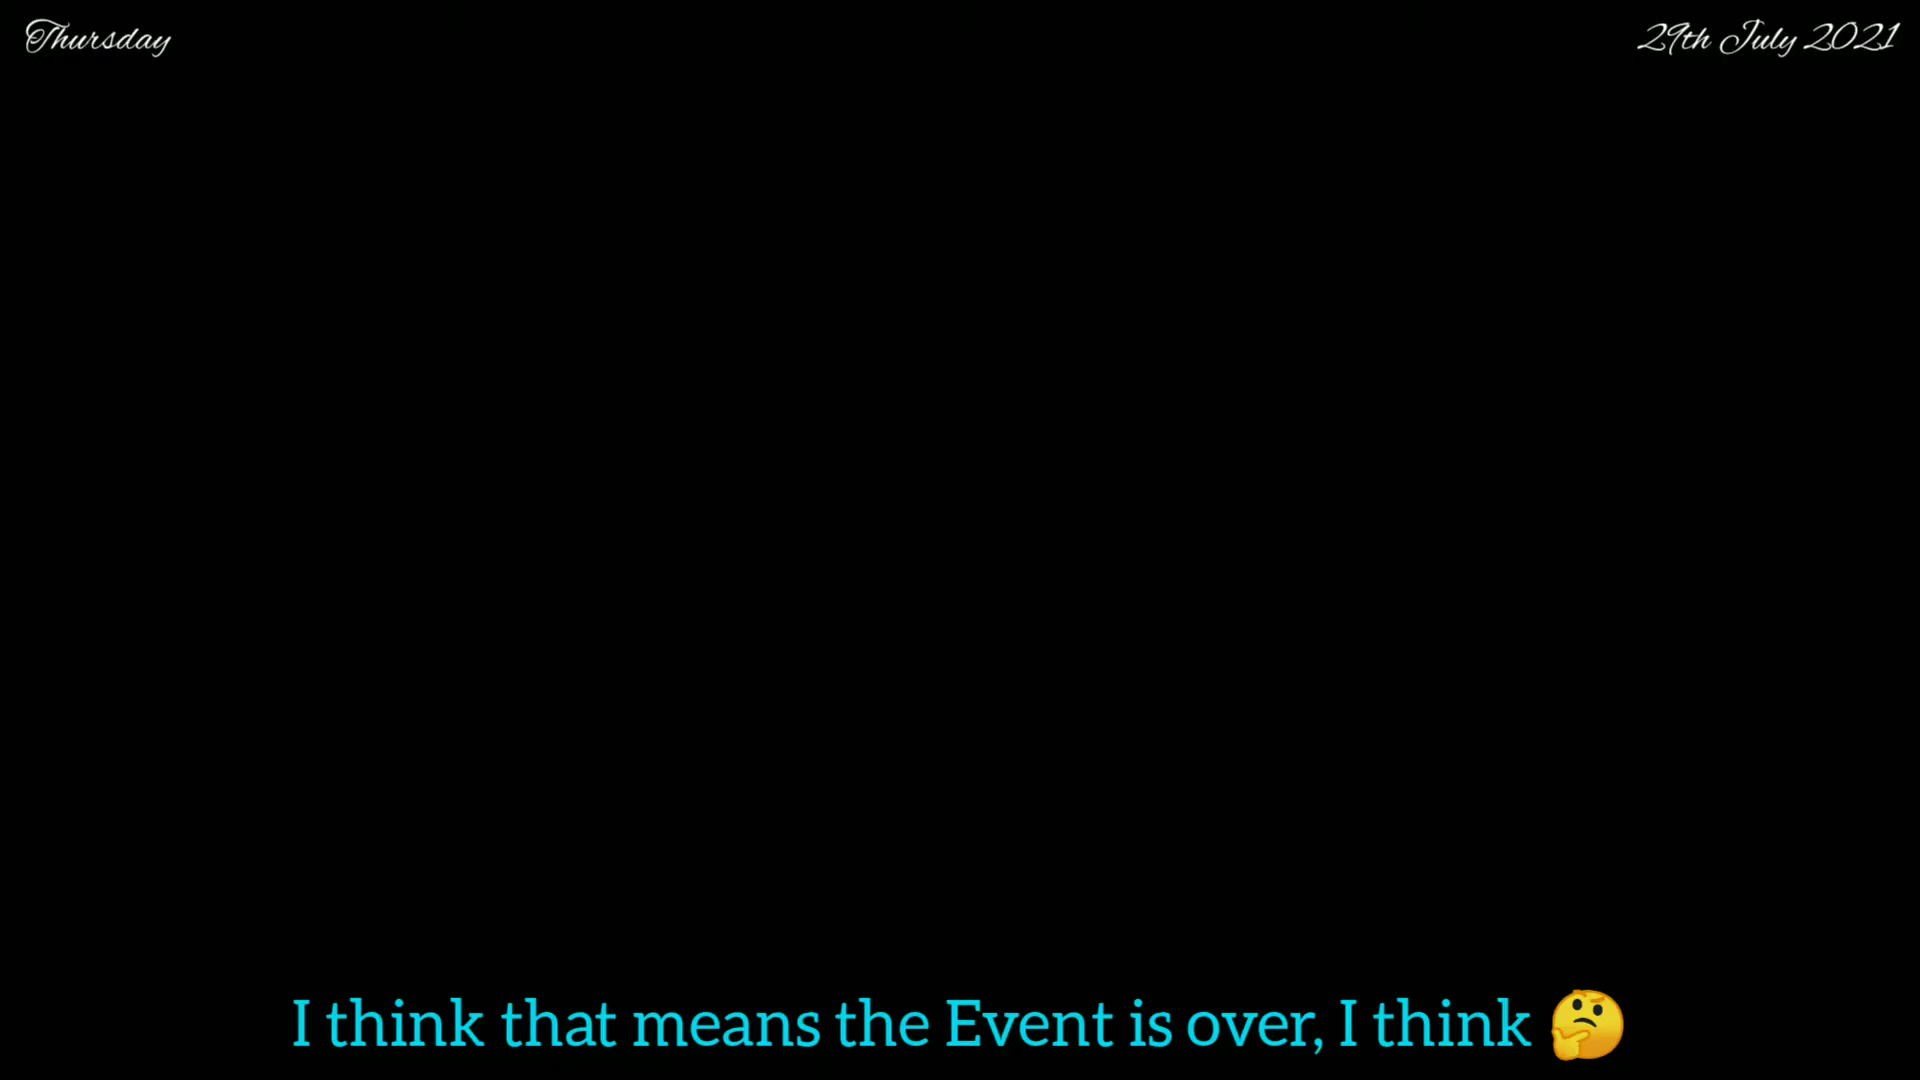 Thursday
29th July 2021
I think that means the Event is over, I think 🤔